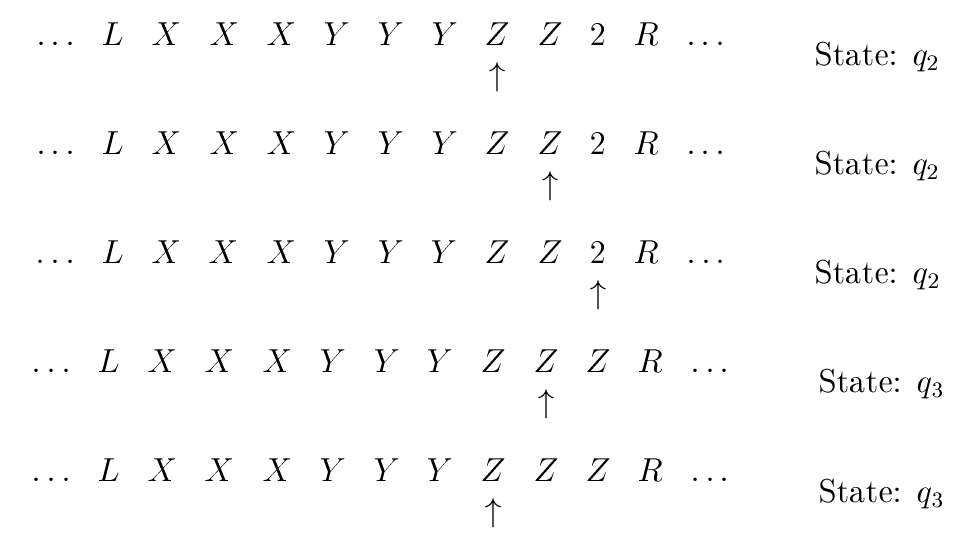 … L X X X Y Y Y Z Z 2 R … State: q₂
↑
… L X X X Y Y Y Z Z 2 R … State: q₂
↑
… L X X X Y Y Y Z Z 2 R … State: q₂
↑
… L X X X Y Y Y Z Z Z R … State: q₃
↑
… L X X X Y Y Y Z Z Z R … State: q₃
↑